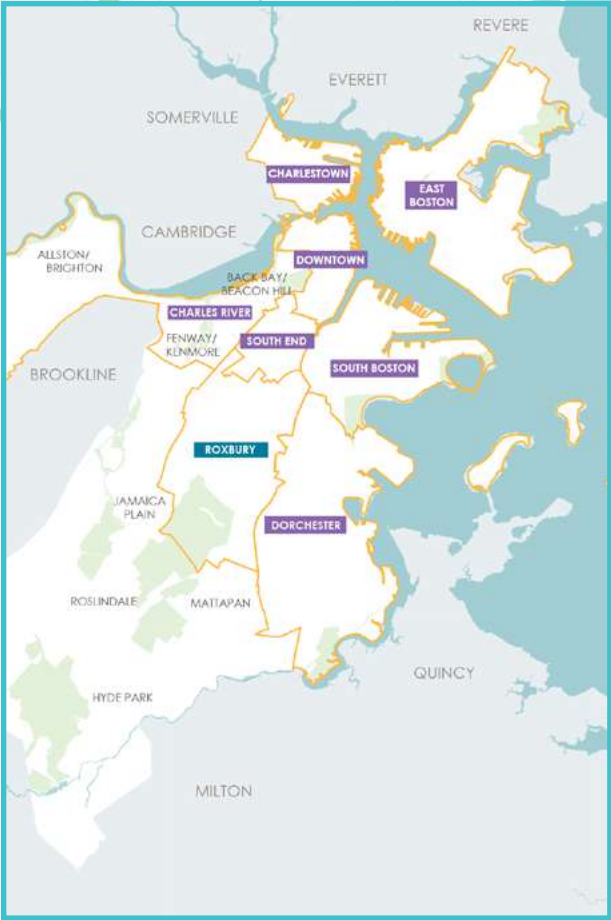 REVERE
EVERETT
SOMERVILLE
CHARLESTOWN
EAST
BOSTON
CAMBRIDGE
ALLSTON/
BRIGHTON
DOWNTOWN
BACK BAY/
BEACON HILL
CHARLES RIVER
FENWAY/
KENMORE
SOUTH END
BROOKLINE
SOUTH BOSTON
ROXBURY
JAMAICA
PLAIN
DORCHESTER
ROSLINDALE
MATTAPAN
QUINCY
HYDE PARK
MILTON